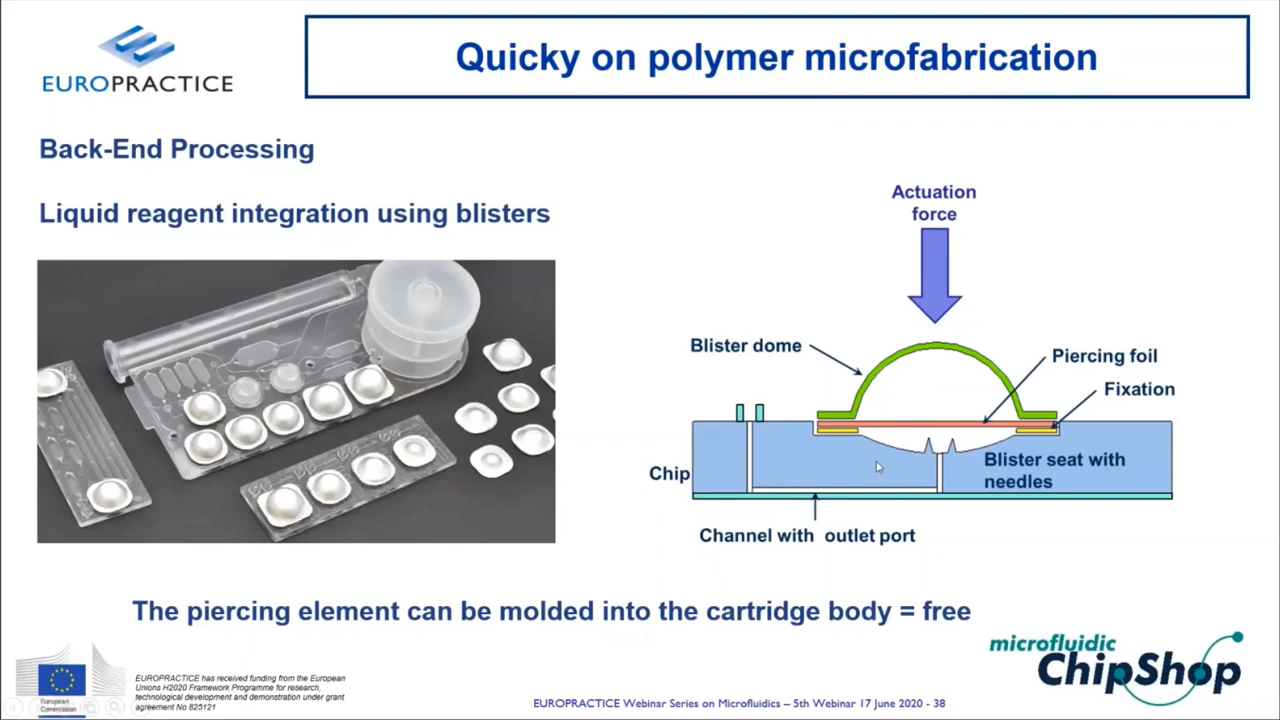 EUROPRACTICE
Quicky on polymer microfabrication
Back-End Processing
Liquid reagent integration using blisters
Actuation
force
Blister dome
Piercing foil
Fixation
Chip
Blister seat with
needles
Channel with outlet port
The piercing element can be molded into the cartridge body = free
microfluidic
ChipShop
European
Commission
EUROPRACTICE has received funding from the European
Unions H2020 Framework Programme for research,
technological development and demonstration under grant
agreement No 825121
EUROPRACTICE Webinar Series on Microfluidics – 5th Webinar 17 June 2020 - 38